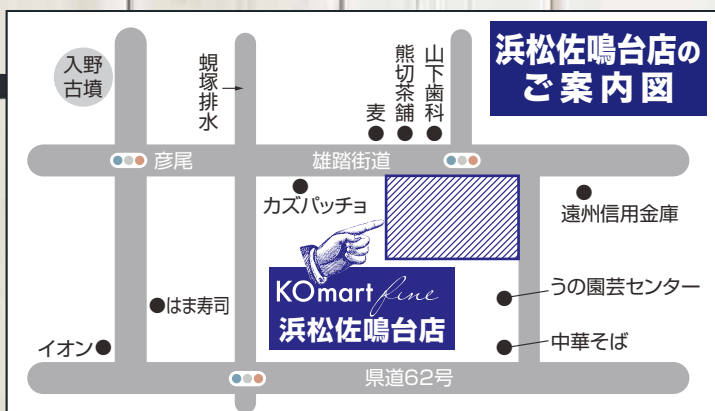 浜松佐鳴台店の
ご案内図
入野
古墳
蜆塚排水
麦
熊切茶舗
山下歯科
彦尾
雄踏街道
カズパッチョ
遠州信用金庫
KOmart fine
浜松佐鳴台店
はま寿司
うの園芸センター
イオン
中華そば
県道62号